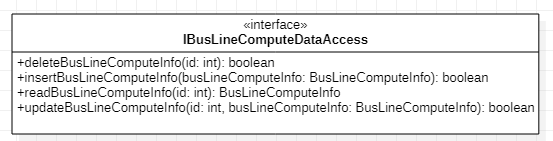 «interface»
IBusLineComputeDataAccess
+deleteBusLineComputeInfo(id: int): boolean
+insertBusLineComputeInfo(busLineComputeInfo: BusLineComputeInfo): boolean
+readBusLineComputeInfo(id: int): BusLineComputeInfo
+updateBusLineComputeInfo(id: int, busLineComputeInfo: BusLineComputeInfo): boolean